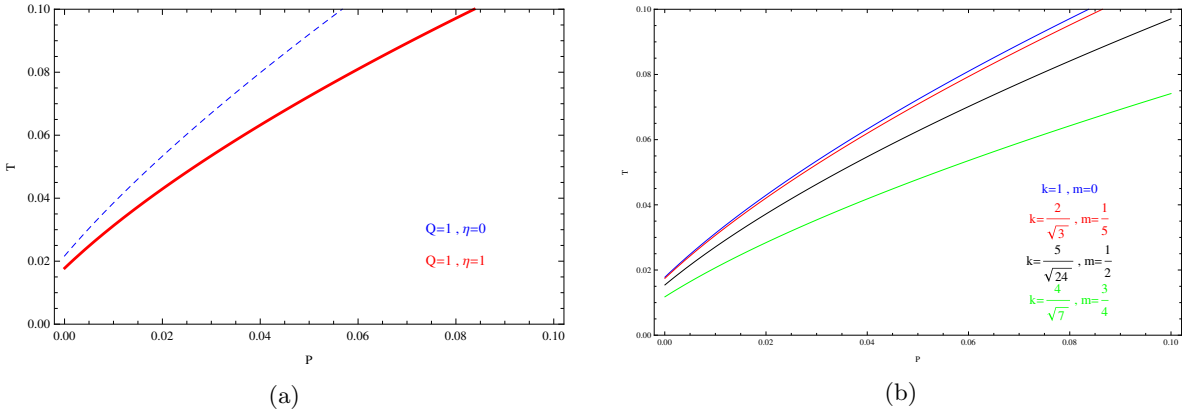 0.10
0.08
0.06
0.04
0.02
0.00
T
0.00 0.02 0.04 0.06 0.08 0.10
P
Q=1 , η=0
Q=1 , η=1
(a)
0.10
0.08
0.06
0.04
0.02
0.00
T
0.00 0.02 0.04 0.06 0.08 0.10
P
k=1 , m=0
k=2/√3 , m=1/5
k=5/√24 , m=1/2
k=4/√7 , m=3/4
(b)